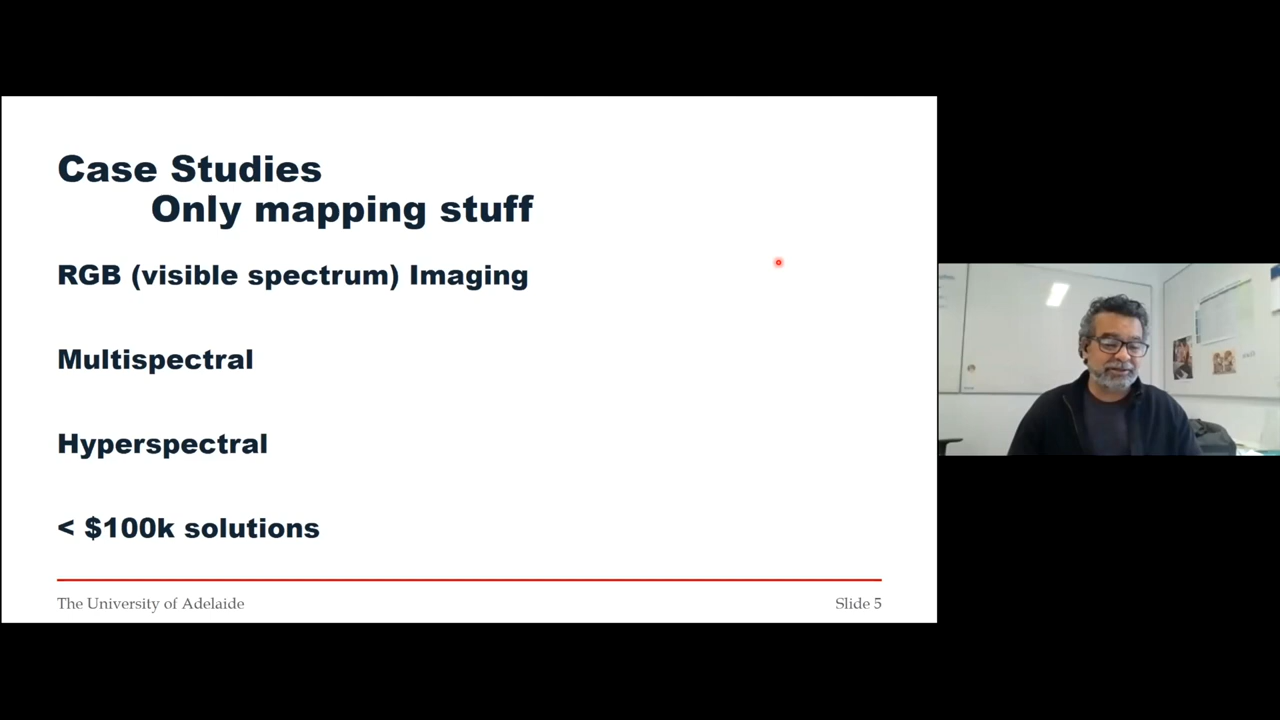 Case Studies
Only mapping stuff
RGB (visible spectrum) Imaging
Multispectral
Hyperspectral
< $100k solutions
The University of Adelaide
Slide 5